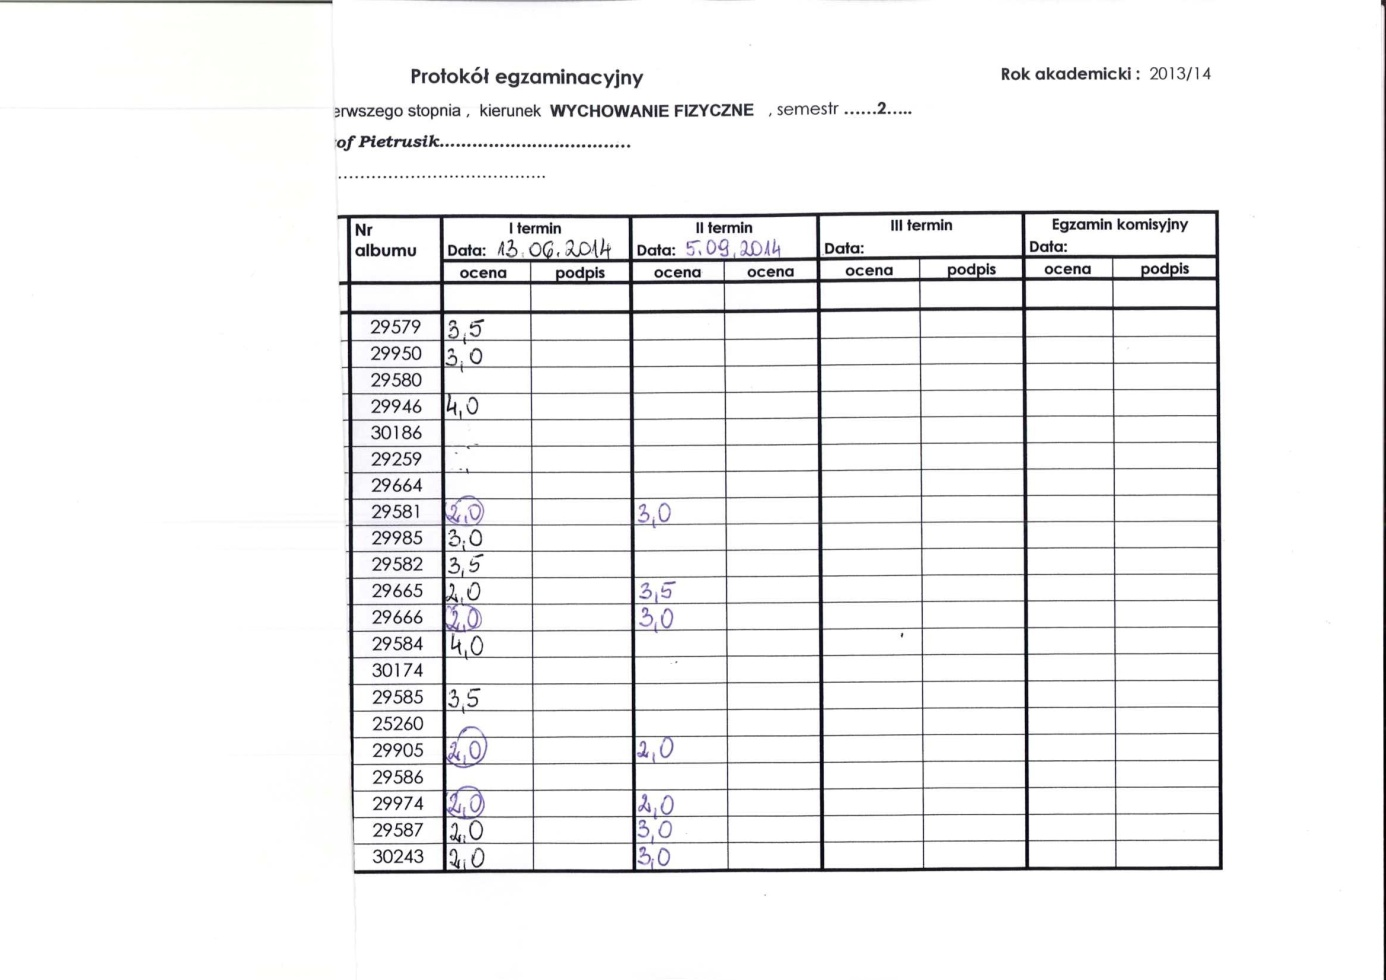 Protokół egzaminacyjny Rok akademicki : 2013/14
erwszego stopnia , kierunek WYCHOWANIE FIZYCZNE , semestr ......2.....
of Pietrusik...................................
......................................
Nr albumu I termin II termin III termin Egzamin komisyjny
Data: 13.06.2014 Data: 5.09.2014 Data: Data:
ocena podpis ocena ocena ocena podpis ocena podpis
29579 3,5
29950 3,0
29580
29946 4,0
30186
29259
29664
29581 2,0 3,0
29985 3,0
29582 3,5
29665 2,0 3,5
29666 2,0 3,0
29584 4,0
30174
29585 3,5
25260
29905 2,0 2,0
29586
29974 2,0 2,0
29587 2,0 3,0
30243 2,0 3,0